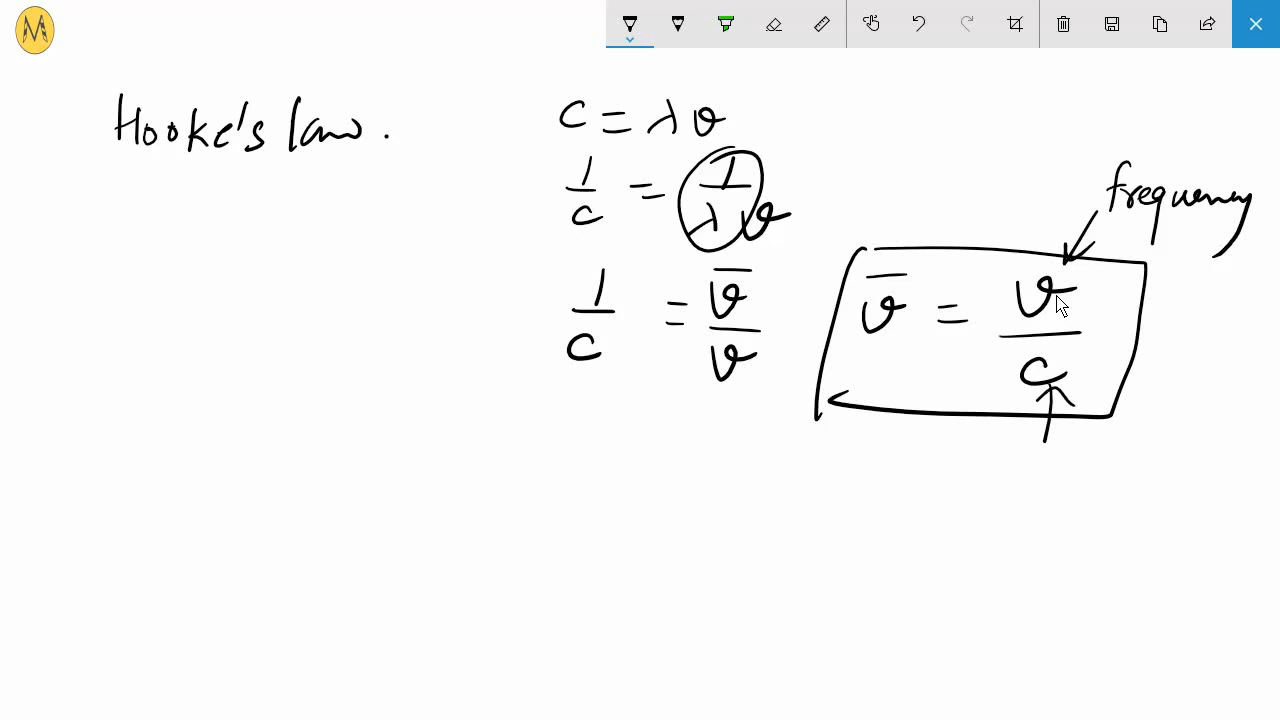 M
Hooke's law.
c = λν
1/c = 1/λν
1/c = ν̅/ν
frequency
ν̅ = ν/c